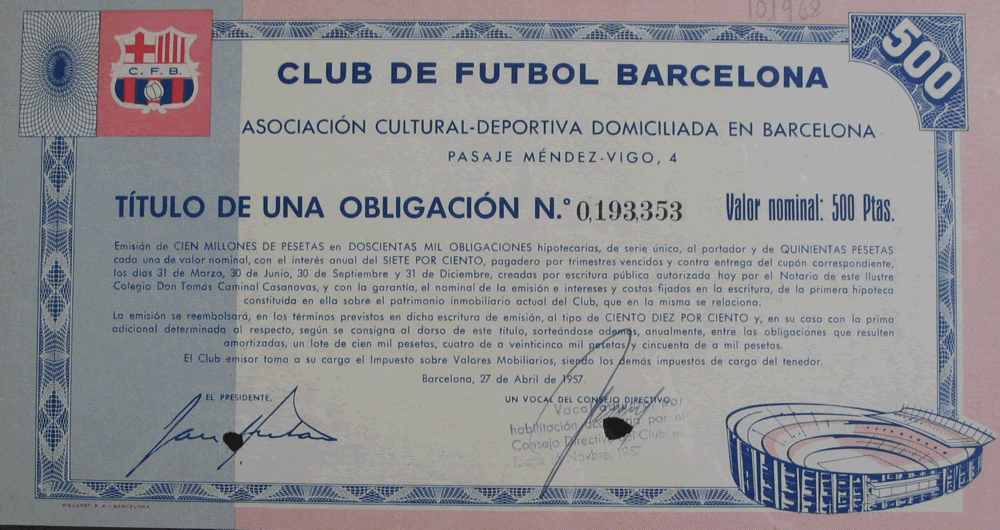 10,1968
500
C. F. B.
CLUB DE FUTBOL BARCELONA
ASOCIACIÓN CULTURAL-DEPORTIVA DOMICILIADA EN BARCELONA
PASAJE MÉNDEZ-VIGO, 4
TÍTULO DE UNA OBLIGACIÓN N.º 0,193,353 Valor nominal: 500 Ptas.
Emisión de CIEN MILLONES DE PESETAS en DOSCIENTAS MIL OBLIGACIONES hipotecarias, de serie única, al portador y de QUINIENTAS PESETAS
cada una de valor nominal, con el interés anual del SIETE POR CIENTO, pagadero por trimestres vencidos y contra entrega del cupón correspondiente,
los días 31 de Marzo, 30 de Junio, 30 de Septiembre y 31 de Diciembre, creadas por escritura pública autorizada hoy por el Notario de este Ilustre
Colegio Don Tomás Caminal Casanovas, y con la garantía, el nominal de la emisión e intereses y costas fijadas en la escritura, de la primera hipoteca
constituída en ella sobre el patrimonio inmobiliario actual del Club, que en la misma se relaciona.
La emisión se reembolsará, en los términos previstos en dicha escritura de emisión, al tipo de CIENTO DIEZ POR CIENTO y, en su caso con la prima
adicional determinada al respecto, según se consigna al dorso de este título, sorteándose además, anualmente, entre las obligaciones que resulten
amortizadas, un lote de cien mil pesetas, cuatro de a veinticinco mil pesetas y cincuenta de a mil pesetas.
El Club emisor toma a su cargo el Impuesto sobre Valores Mobiliarios, siendo los demás impuestos de cargo del tenedor.
Barcelona, 27 de Abril de 1957.
EL PRESIDENTE, UN VOCAL DEL CONSEJO DIRECTIVO,
Vocal por
habilitación por el
Consejo Directivo del Club,
Novbre. 1957
BARCELONA